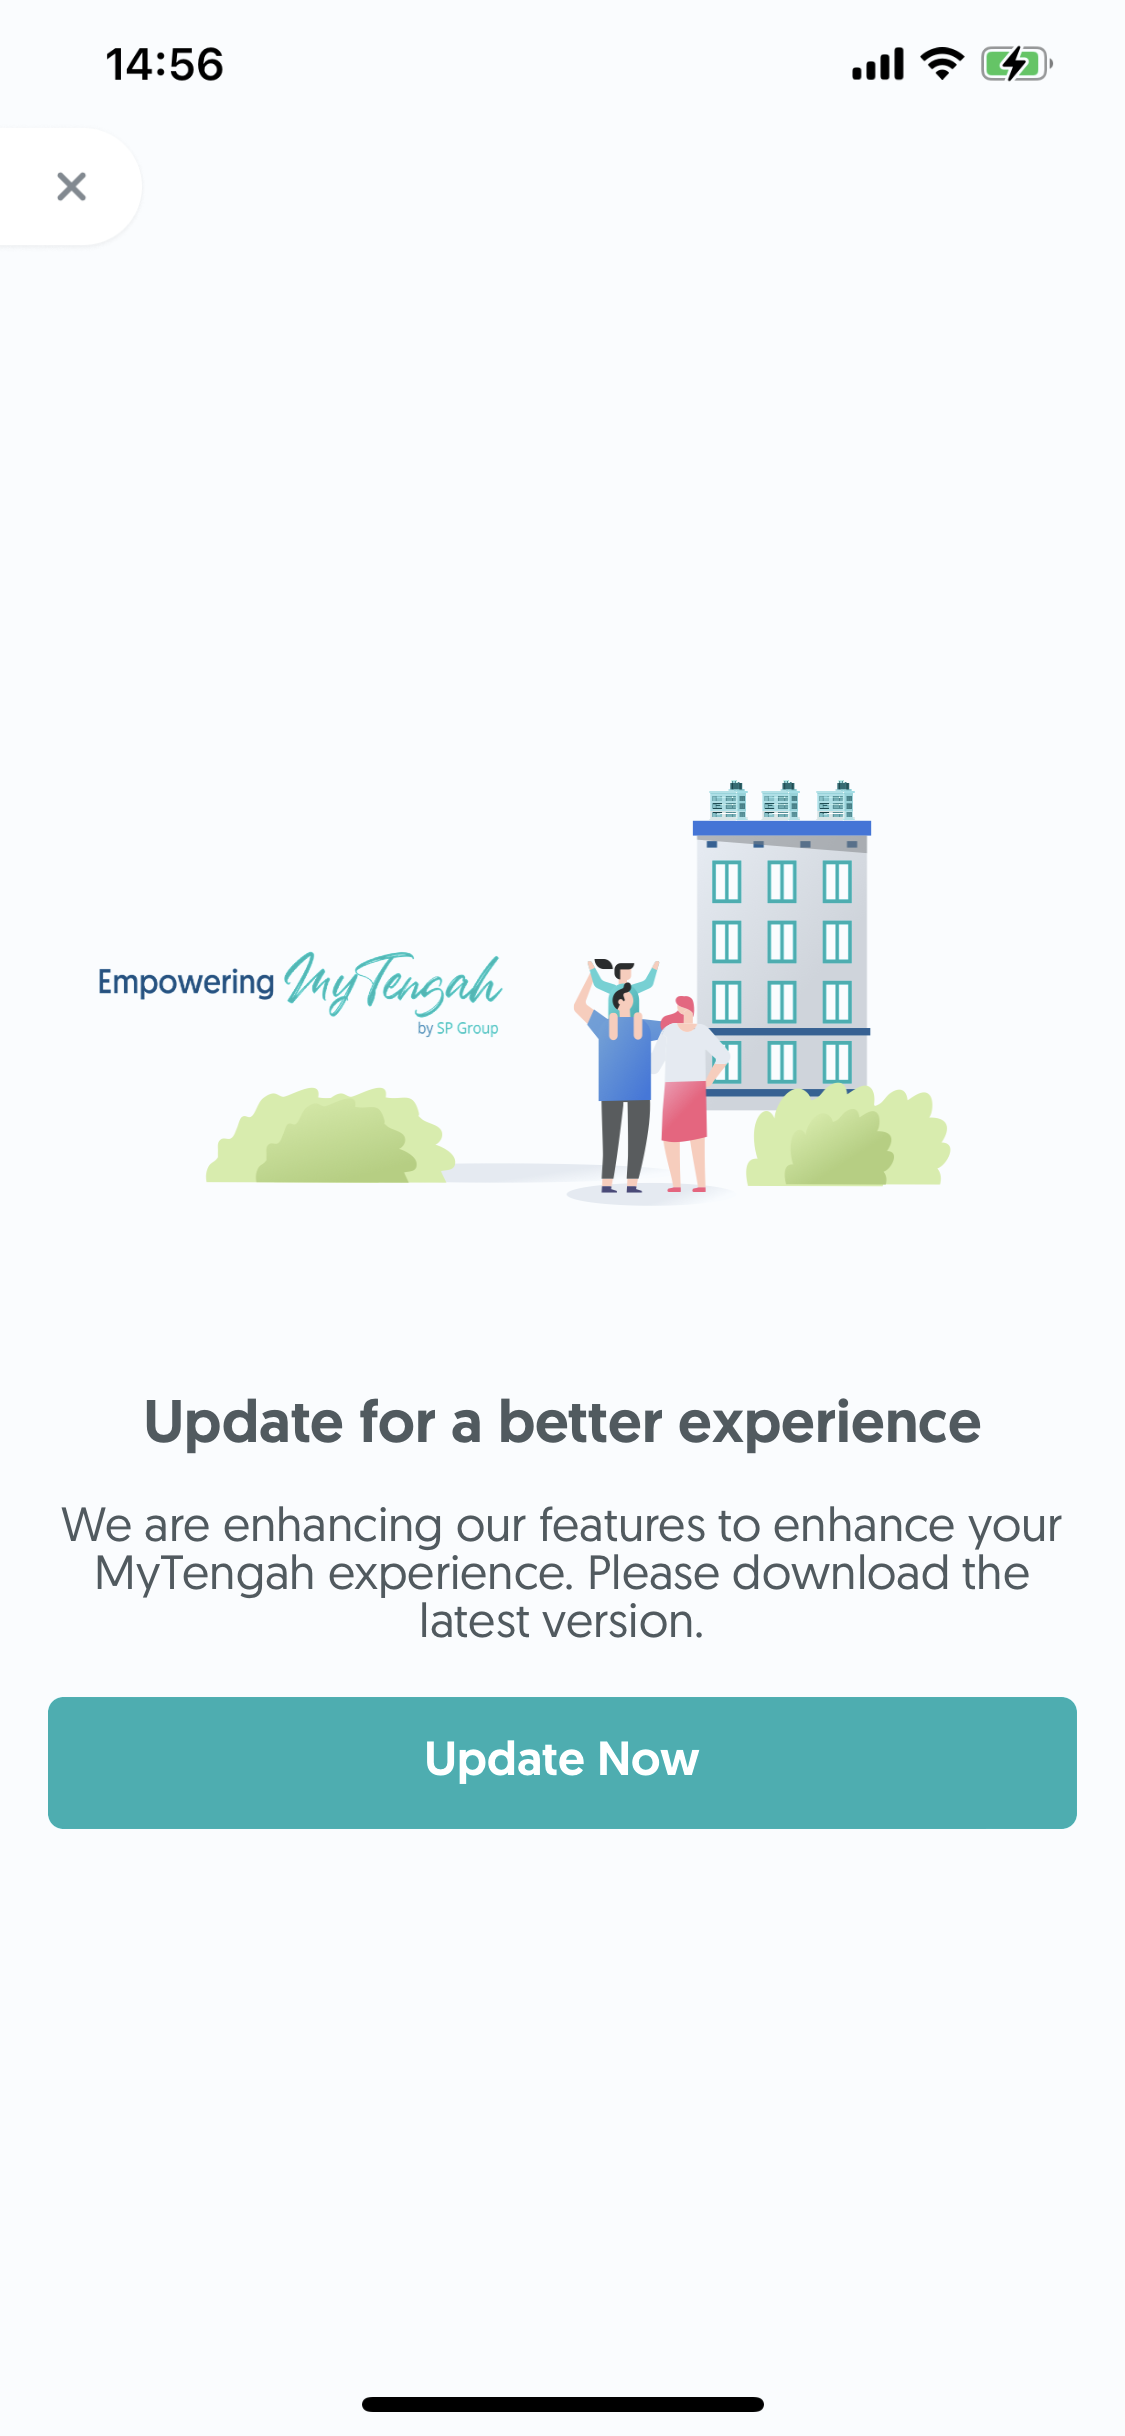 14:56
Empowering MyTengah
by SP Group
Update for a better experience
We are enhancing our features to enhance your
MyTengah experience. Please download the
latest version.
Update Now